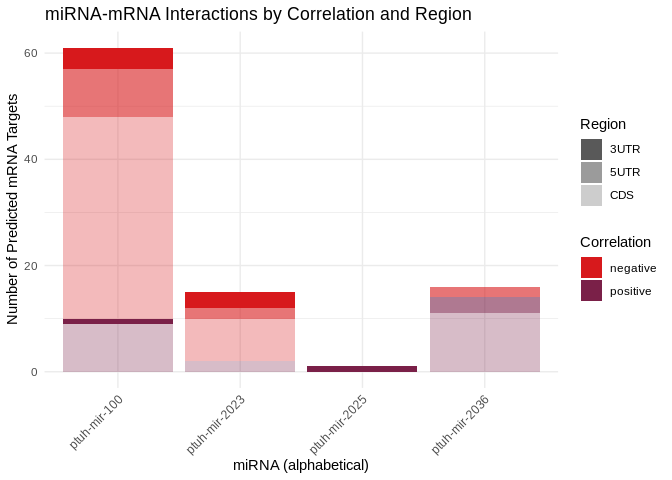 miRNA-mRNA Interactions by Correlation and Region
Number of Predicted mRNA Targets
60
40
20
0
ptuh-mir-100
ptuh-mir-2023
ptuh-mir-2025
ptuh-mir-2036
miRNA (alphabetical)
Region
3UTR
5UTR
CDS
Correlation
negative
positive